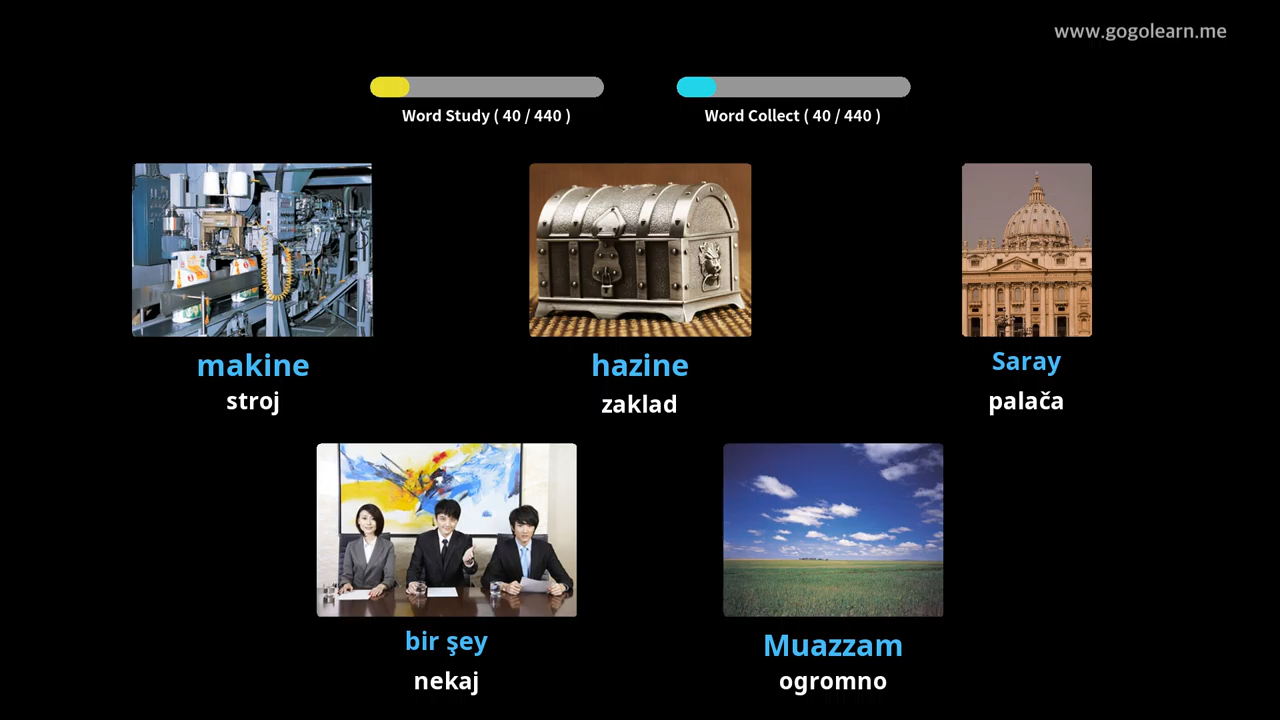 www.gogolearn.me
Word Study ( 40 / 440 )
Word Collect ( 40 / 440 )
makine
stroj
hazine
zaklad
Saray
palača
bir şey
nekaj
Muazzam
ogromno